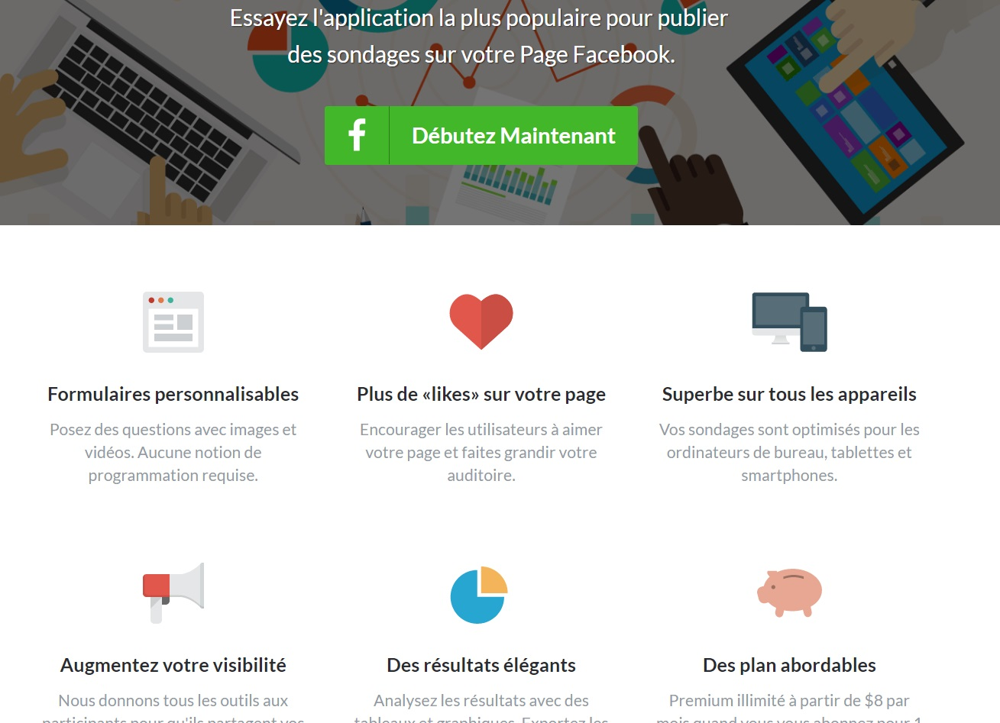 Essayez l'application la plus populaire pour publier
des sondages sur votre Page Facebook.
Débutez Maintenant
Formulaires personnalisables
Posez des questions avec images et
vidéos. Aucune notion de
programmation requise.
Plus de «likes» sur votre page
Encourager les utilisateurs à aimer
votre page et faites grandir votre
auditoire.
Superbe sur tous les appareils
Vos sondages sont optimisés pour les
ordinateurs de bureau, tablettes et
smartphones.
Augmentez votre visibilité
Nous donnons tous les outils aux
participants pour qu'ils partagent vos
Des résultats élégants
Analysez les résultats avec des
tableaux et graphiques. Exportez les
Des plan abordables
Premium illimité à partir de $8 par
mois quand vous vous abonnez pour 1